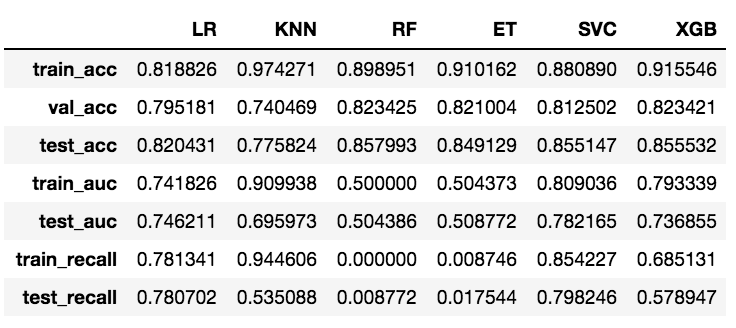 LR KNN RF ET SVC XGB
train_acc 0.818826 0.974271 0.898951 0.910162 0.880890 0.915546
val_acc 0.795181 0.740469 0.823425 0.821004 0.812502 0.823421
test_acc 0.820431 0.775824 0.857993 0.849129 0.855147 0.855532
train_auc 0.741826 0.909938 0.500000 0.504373 0.809036 0.793339
test_auc 0.746211 0.695973 0.504386 0.508772 0.782165 0.736855
train_recall 0.781341 0.944606 0.000000 0.008746 0.854227 0.685131
test_recall 0.780702 0.535088 0.008772 0.017544 0.798246 0.578947